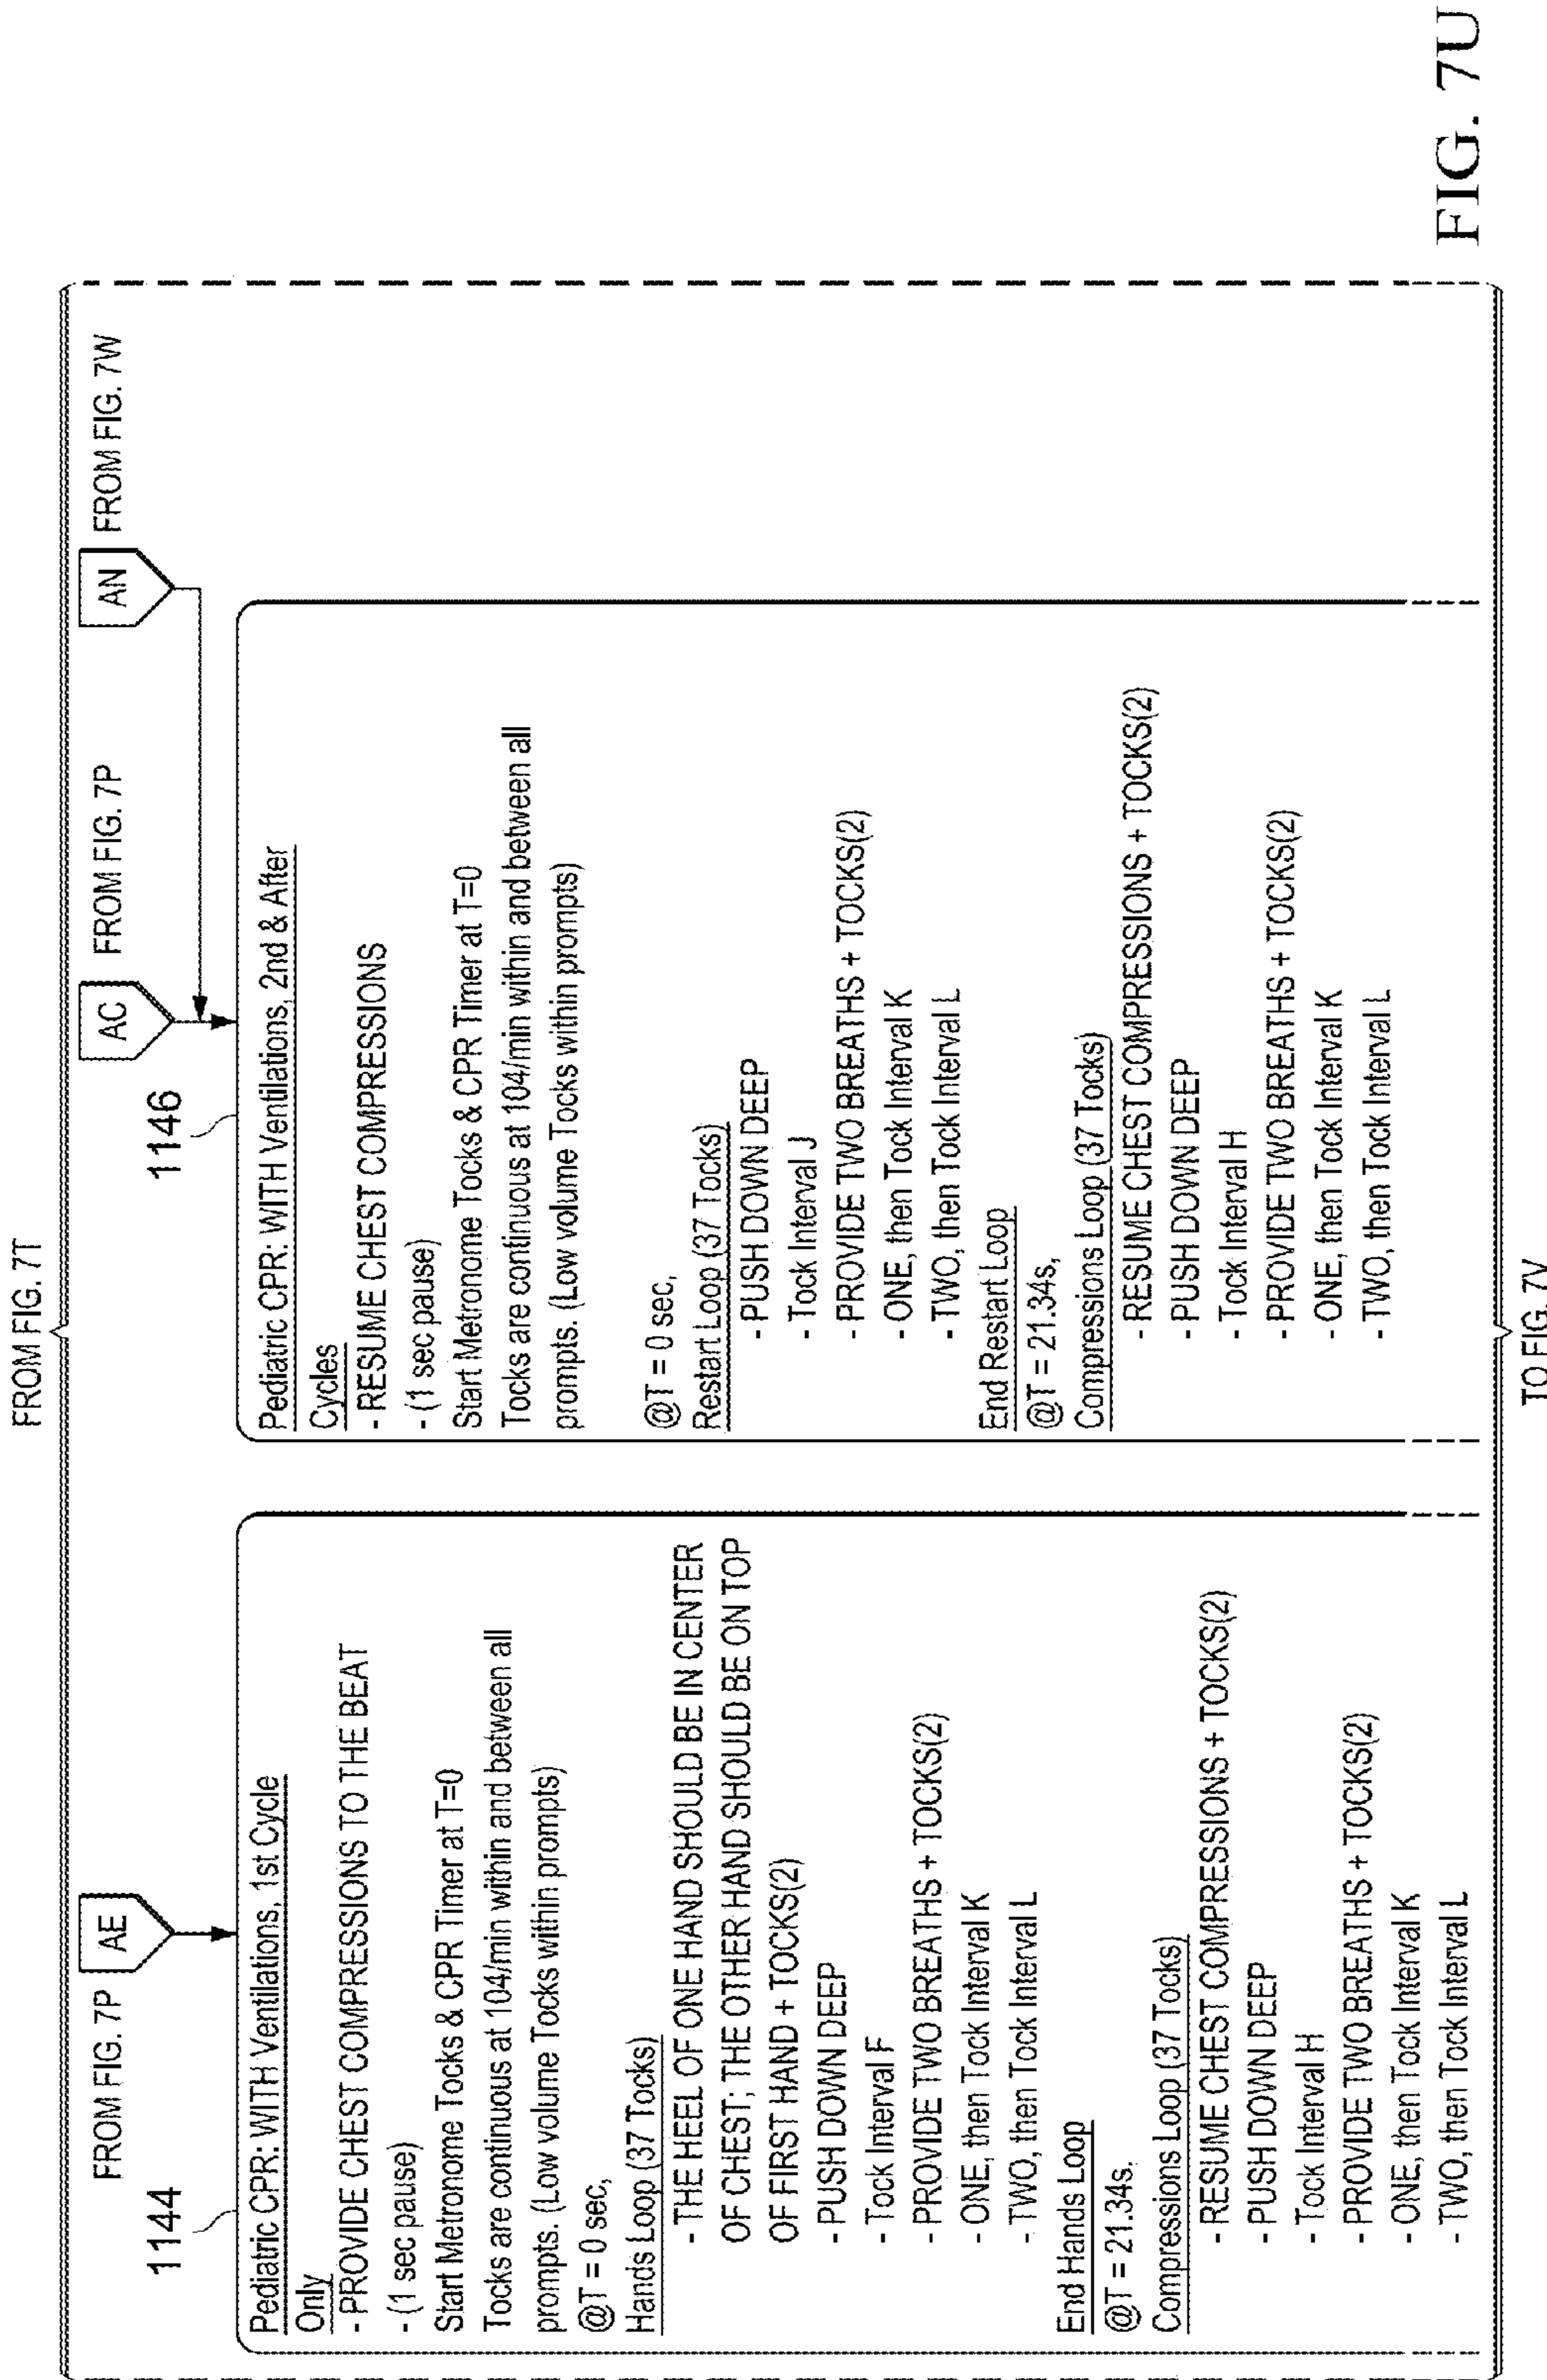 FROM FIG. 7T
FROM FIG. 7P
AE
1144
Pediatric CPR: WITH Ventilations, 1st Cycle
Only
- PROVIDE CHEST COMPRESSIONS TO THE BEAT
- (1 sec pause)
Start Metronome Tocks & CPR Timer at T=0
Tocks are continuous at 104/min within and between all
prompts. (Low volume Tocks within prompts)
@T = 0 sec,
Hands Loop (37 Tocks)
- THE HEEL OF ONE HAND SHOULD BE IN CENTER
OF CHEST; THE OTHER HAND SHOULD BE ON TOP
OF FIRST HAND + TOCKS(2)
- PUSH DOWN DEEP
- Tock Interval F
- PROVIDE TWO BREATHS + TOCKS(2)
- ONE, then Tock Interval K
- TWO, then Tock Interval L
End Hands Loop
@T = 21.34s,
Compressions Loop (37 Tocks)
- RESUME CHEST COMPRESSIONS + TOCKS(2)
- PUSH DOWN DEEP
- Tock Interval H
- PROVIDE TWO BREATHS + TOCKS(2)
- ONE, then Tock Interval K
- TWO, then Tock Interval L
AC
FROM FIG. 7P
AN
FROM FIG. 7W
1146
Pediatric CPR: WITH Ventilations, 2nd & After
Cycles
- RESUME CHEST COMPRESSIONS
- (1 sec pause)
Start Metronome Tocks & CPR Timer at T=0
Tocks are continuous at 104/min within and between all
prompts. (Low volume Tocks within prompts)
@T = 0 sec,
Restart Loop (37 Tocks)
- PUSH DOWN DEEP
- Tock Interval J
- PROVIDE TWO BREATHS + TOCKS(2)
- ONE, then Tock Interval K
- TWO, then Tock Interval L
End Restart Loop
@T = 21.34s,
Compressions Loop (37 Tocks)
- RESUME CHEST COMPRESSIONS + TOCKS(2)
- PUSH DOWN DEEP
- Tock Interval H
- PROVIDE TWO BREATHS + TOCKS(2)
- ONE, then Tock Interval K
- TWO, then Tock Interval L
TO FIG. 7V
FIG. 7U